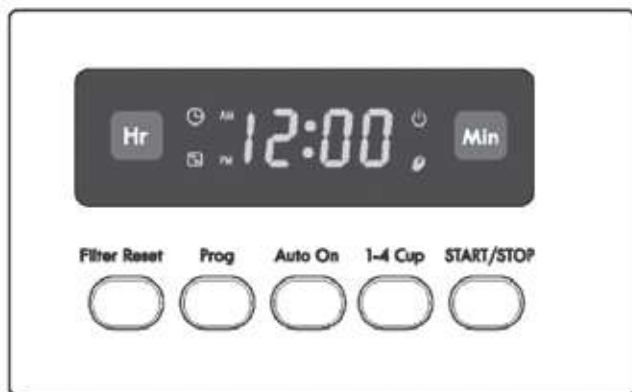 Hr AM 12:00 Min
PM
Filter Reset Prog Auto On 1-4 Cup START/STOP